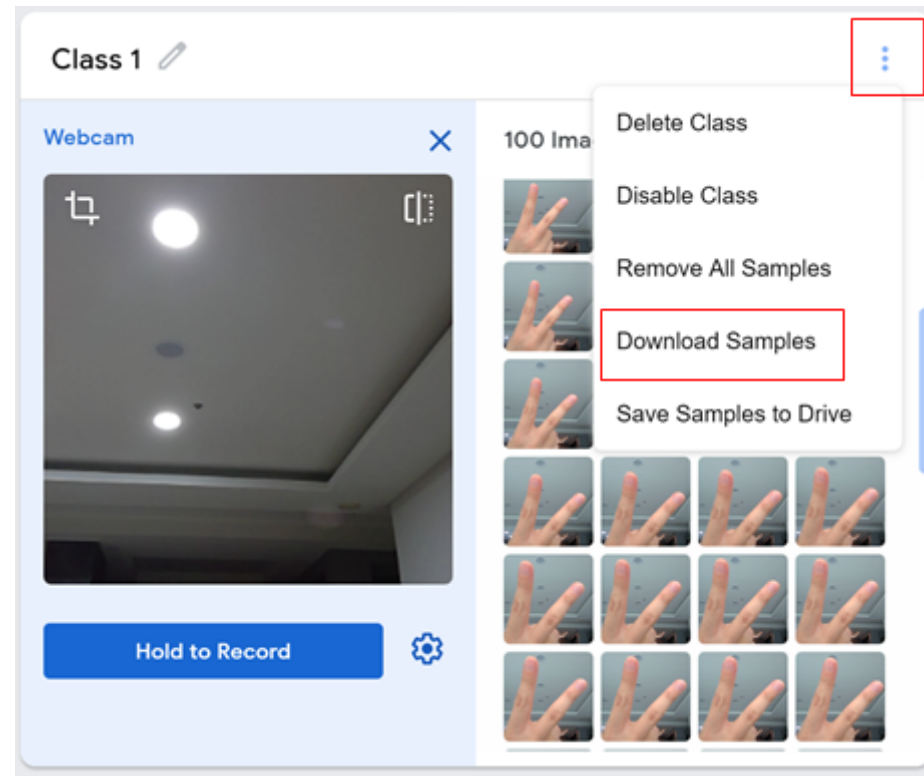 Class 1
Webcam
100 Ima
Delete Class
Disable Class
Remove All Samples
Download Samples
Save Samples to Drive
Hold to Record